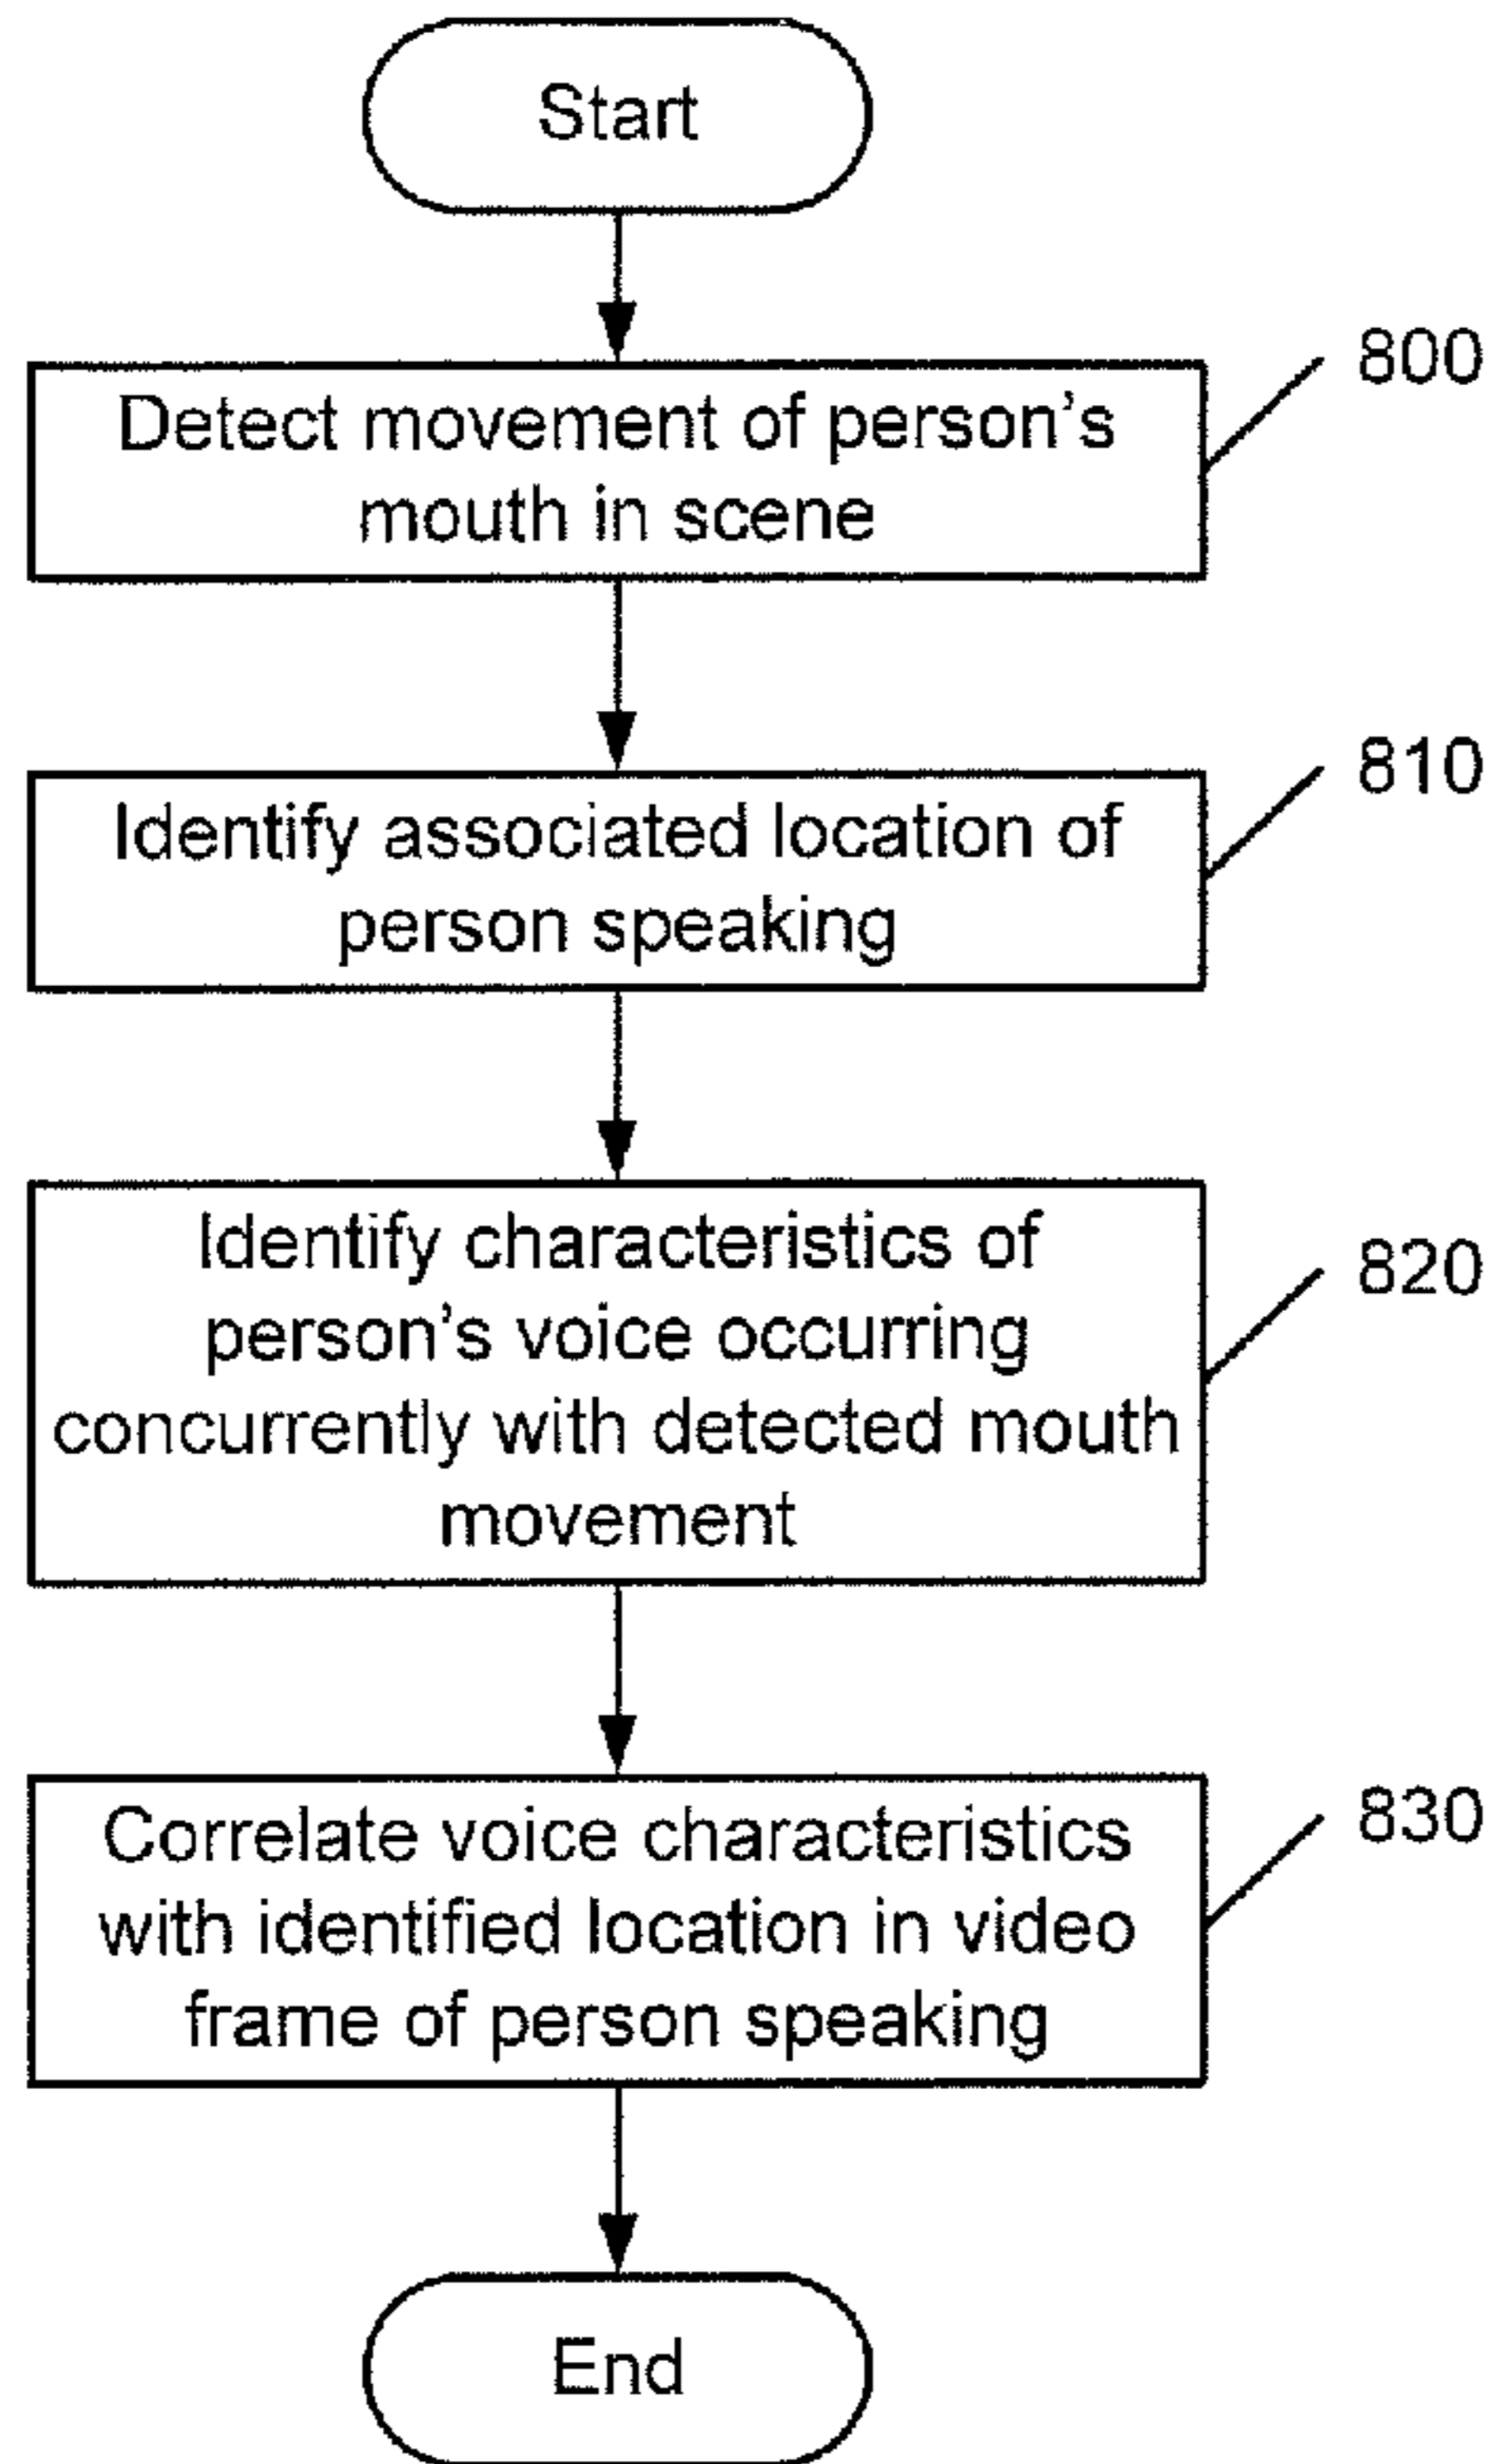 Start
800
Detect movement of person's
mouth in scene
810
Identify associated location of
person speaking
820
Identify characteristics of
person's voice occurring
concurrently with detected mouth
movement
830
Correlate voice characteristics
with identified location in video
frame of person speaking
End